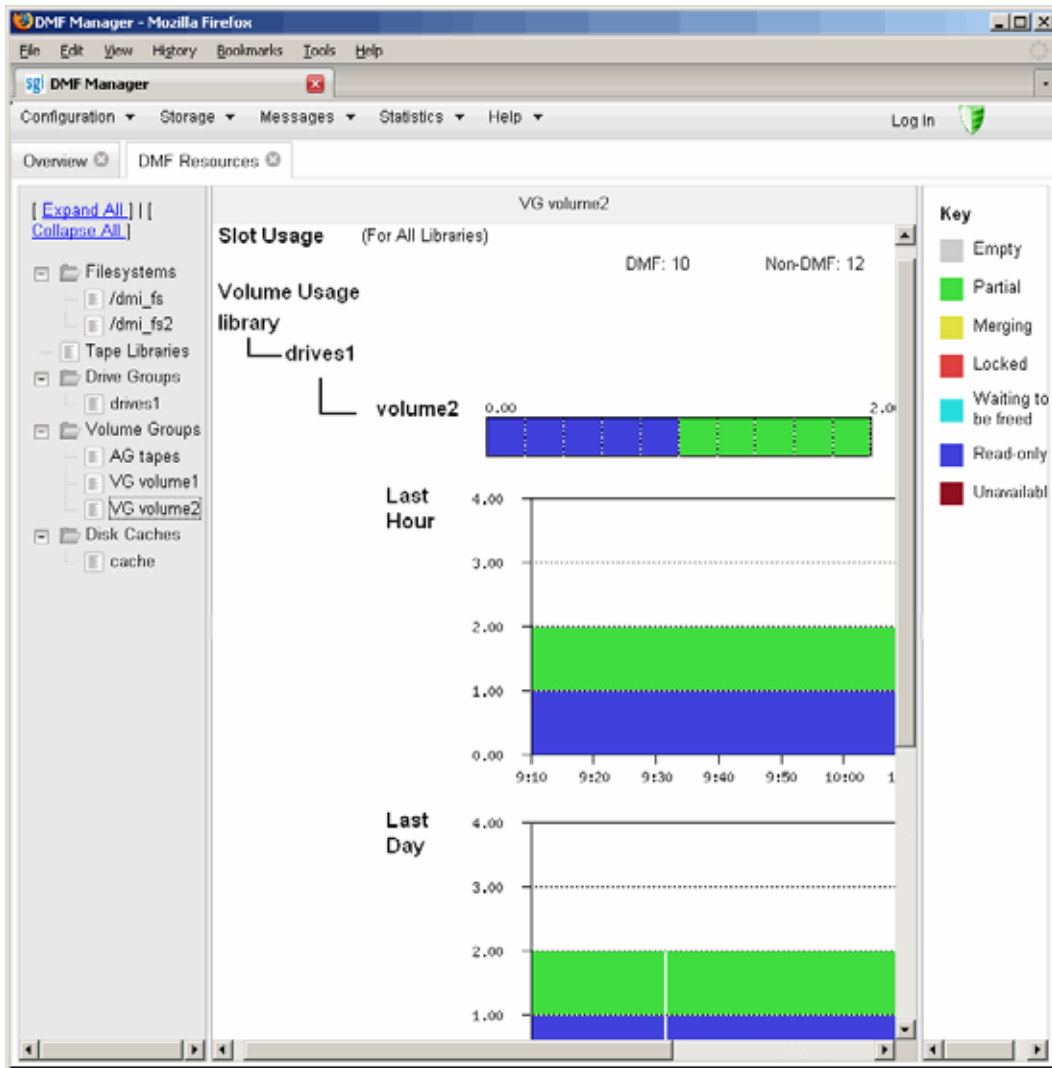 DMF Manager - Mozilla Firefox
File Edit View History Bookmarks Tools Help
sgi DMF Manager
Configuration Storage Messages Statistics Help Log In
Overview DMF Resources
[ Expand All ] | [
Collapse All ]
Filesystems
/dmi_fs
/dmi_fs2
Tape Libraries
Drive Groups
drives1
Volume Groups
AG tapes
VG volume1
VG volume2
Disk Caches
cache
VG volume2
Slot Usage (For All Libraries)
DMF: 10 Non-DMF: 12
Volume Usage
library
drives1
volume2 0.00 2.0
Last
Hour
4.00
3.00
2.00
1.00
0.00
9:10 9:20 9:30 9:40 9:50 10:00 1
Last
Day
4.00
3.00
2.00
1.00
Key
Empty
Partial
Merging
Locked
Waiting to
be freed
Read-only
Unavailabl